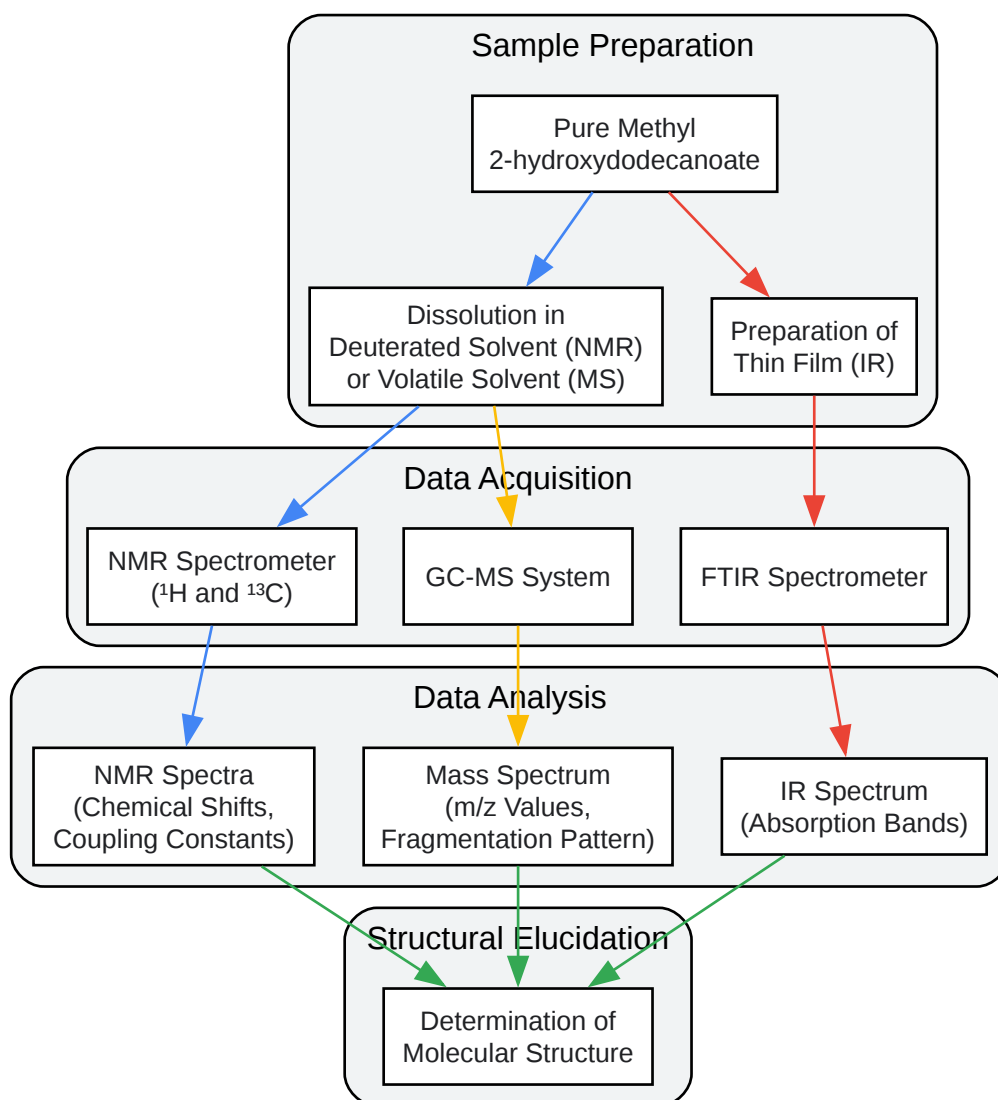 Sample Preparation
Pure Methyl
2-hydroxydodecanoate
Dissolution in
Deuterated Solvent (NMR)
or Volatile Solvent (MS)
Preparation of
Thin Film (IR)
Data Acquisition
NMR Spectrometer
(¹H and ¹³C)
GC-MS System
FTIR Spectrometer
Data Analysis
NMR Spectra
(Chemical Shifts,
Coupling Constants)
Mass Spectrum
(m/z Values,
Fragmentation Pattern)
IR Spectrum
(Absorption Bands)
Structural Elucidation
Determination of
Molecular Structure